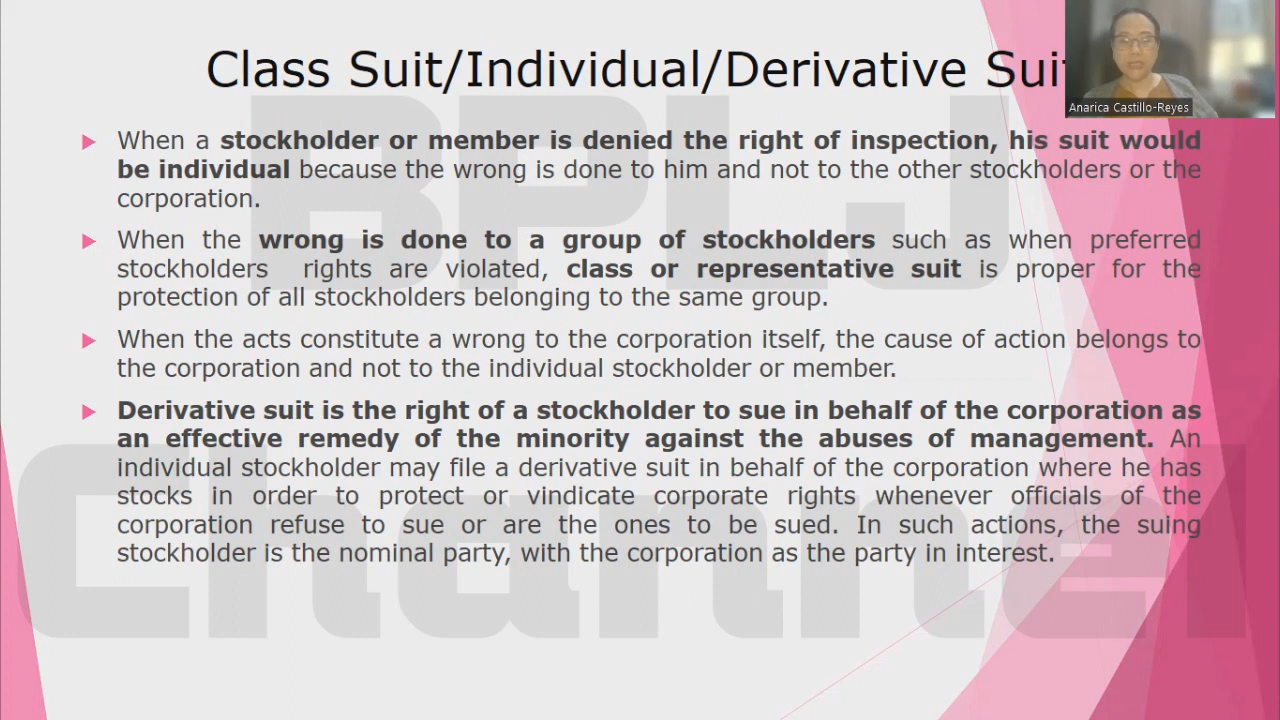 Class Suit/Individual/Derivative Suit
Anarica Castillo-Reyes
When a stockholder or member is denied the right of inspection, his suit would
be individual because the wrong is done to him and not to the other stockholders or the
corporation.
When the wrong is done to a group of stockholders such as when preferred
stockholders rights are violated, class or representative suit is proper for the
protection of all stockholders belonging to the same group.
When the acts constitute a wrong to the corporation itself, the cause of action belongs to
the corporation and not to the individual stockholder or member.
Derivative suit is the right of a stockholder to sue in behalf of the corporation as
an effective remedy of the minority against the abuses of management. An
individual stockholder may file a derivative suit in behalf of the corporation where he has
stocks in order to protect or vindicate corporate rights whenever officials of the
corporation refuse to sue or are the ones to be sued. In such actions, the suing
stockholder is the nominal party, with the corporation as the party in interest.
BPLJ
Channel